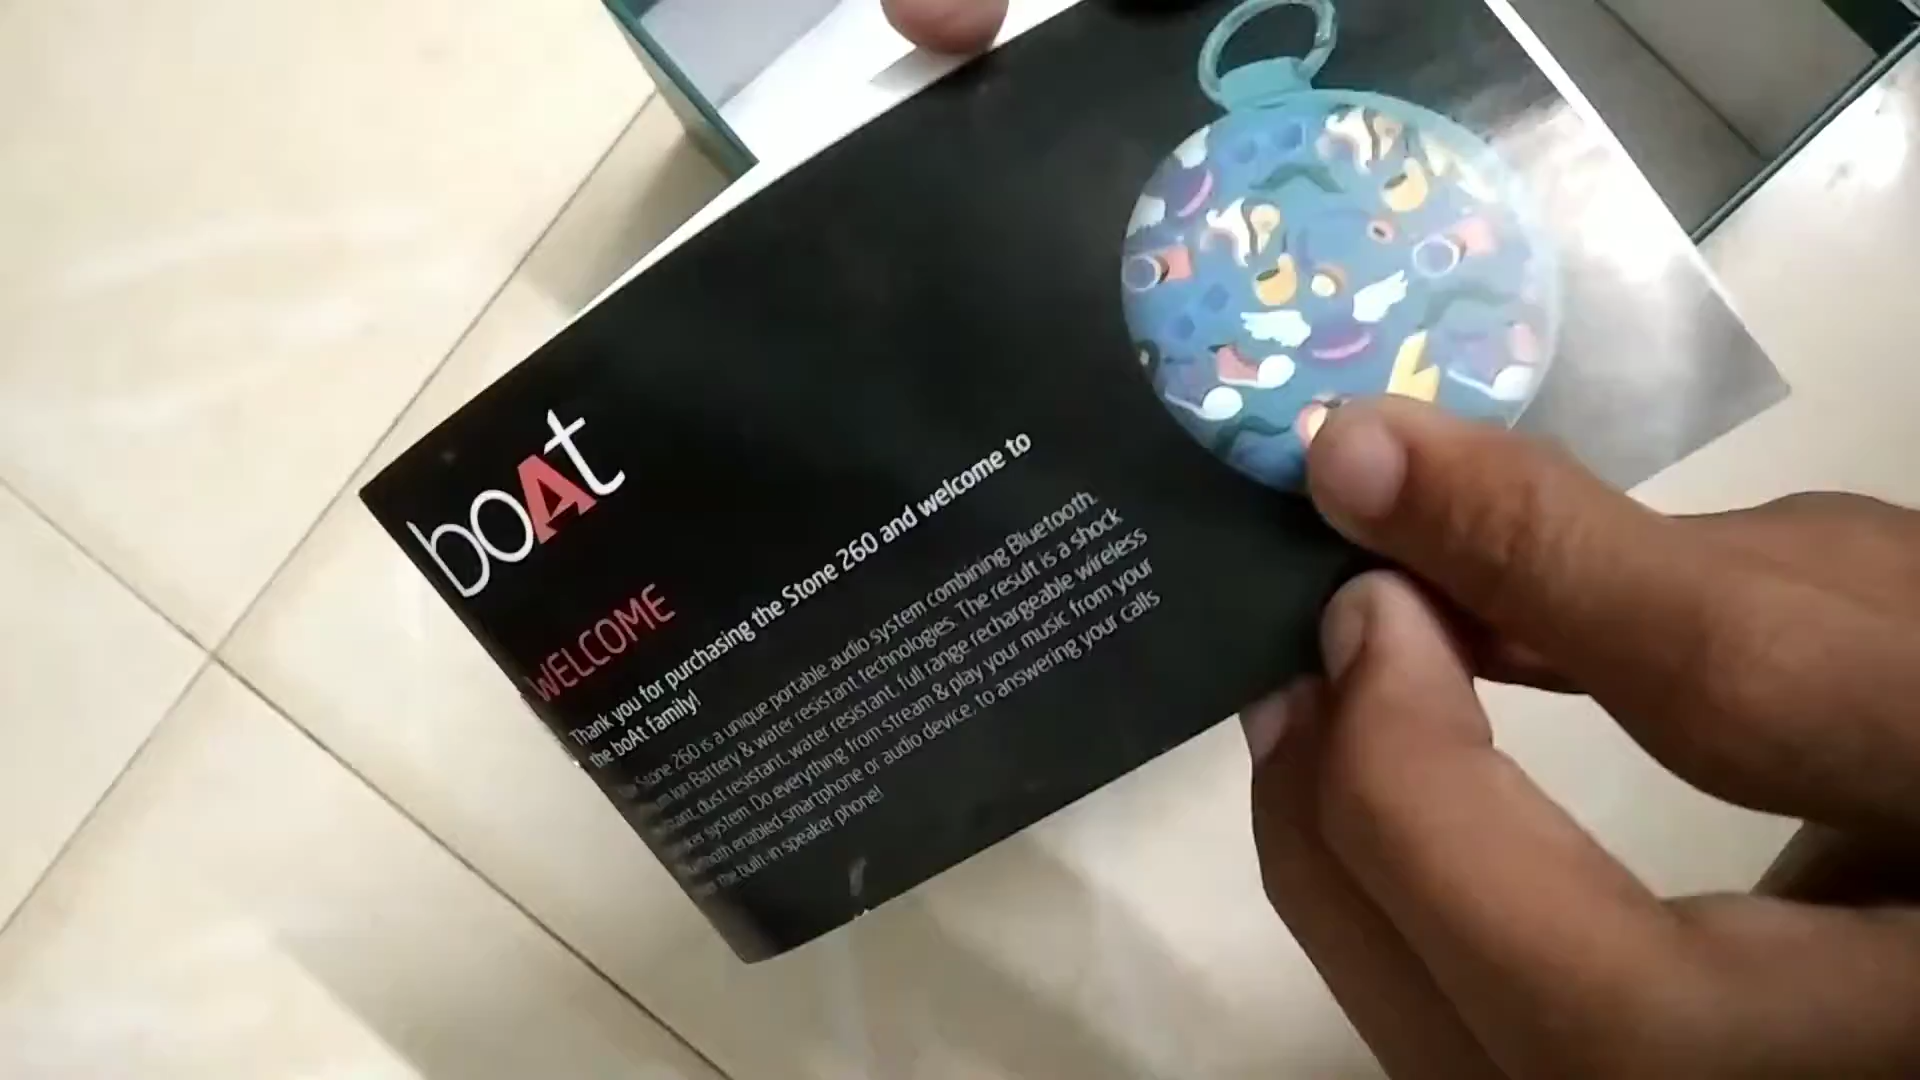 boAt
WELCOME
Thank you for purchasing the Stone 260 and welcome to
the boAt family!
Stone 260 is a unique portable audio system combining Bluetooth,
Ion Battery & water resistant technologies. The result is a shock
dust resistant, water resistant, full range rechargeable wireless
system. Do everything from stream & play your music from your
enabled smartphone or audio device, to answering your calls
the built-in speaker phone!